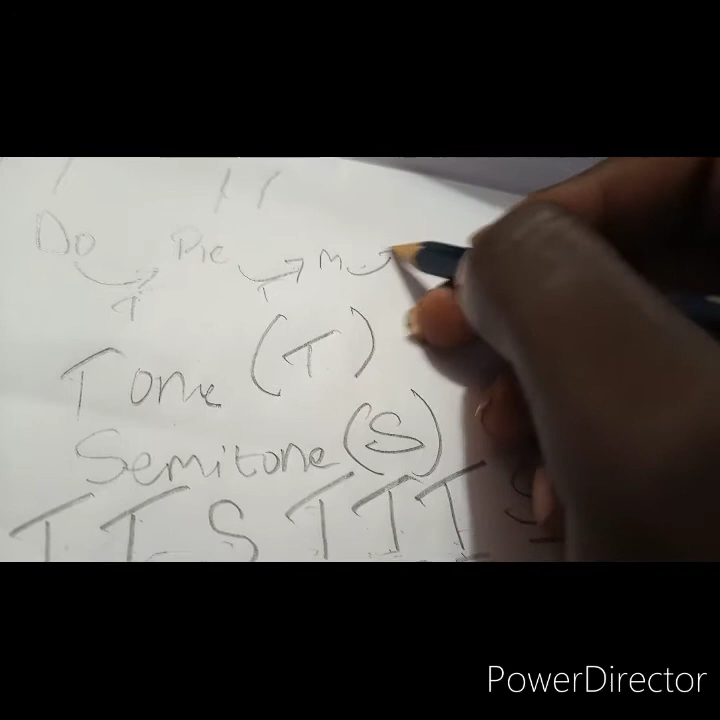 Do Re Mi
T T
Tone (T)
Semitone (S)
T T S T T T S
PowerDirector